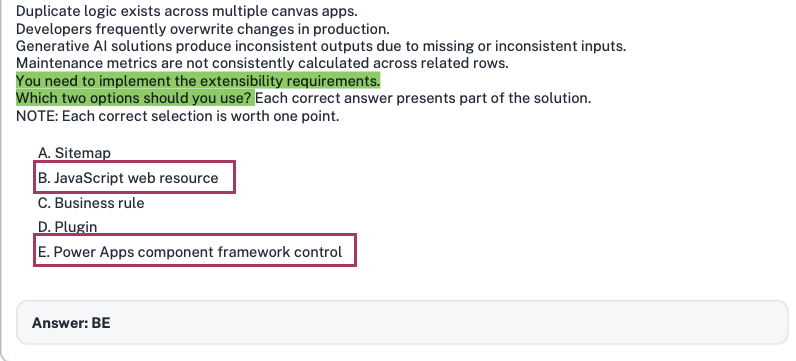 Duplicate logic exists across multiple canvas apps.
Developers frequently overwrite changes in production.
Generative AI solutions produce inconsistent outputs due to missing or inconsistent inputs.
Maintenance metrics are not consistently calculated across related rows.
You need to implement the extensibility requirements.
Which two options should you use? Each correct answer presents part of the solution.
NOTE: Each correct selection is worth one point.
A. Sitemap
B. JavaScript web resource
C. Business rule
D. Plugin
E. Power Apps component framework control
Answer: BE